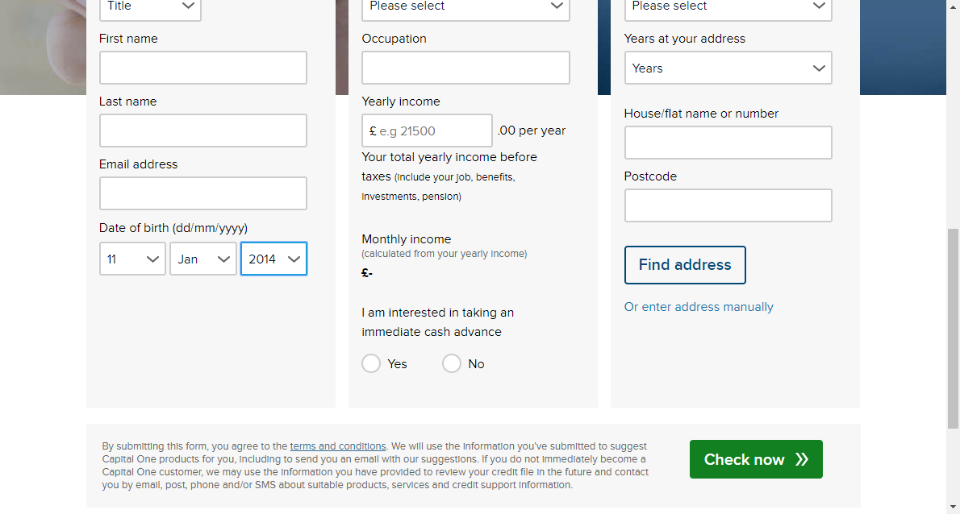 Title
First name
Last name
Email address
Date of birth (dd/mm/yyyy)
11
Jan
2014
Please select
Occupation
Yearly income
£ e.g 21500
.00 per year
Your total yearly income before
taxes (include your job, benefits,
investments, pension)
Monthly income
(calculated from your yearly income)
£-
I am interested in taking an
immediate cash advance
Yes
No
Please select
Years at your address
Years
House/flat name or number
Postcode
Find address
Or enter address manually
By submitting this form, you agree to the terms and conditions. We will use the information you've submitted to suggest
Capital One products for you, including to send you an email with our suggestions. If you do not immediately become a
Capital One customer, we may use the information you have provided to review your credit file in the future and contact
you by email, post, phone and/or SMS about suitable products, services and credit support information.
Check now